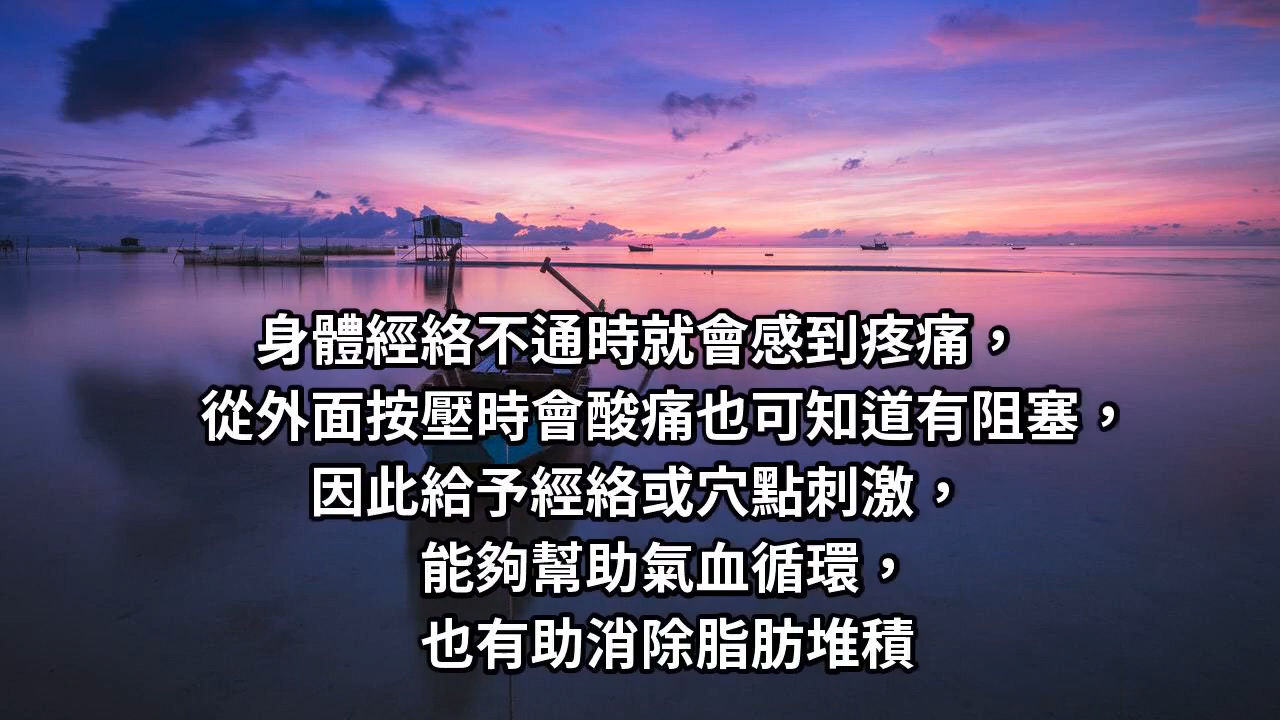 身體經絡不通時就會感到疼痛，
從外面按壓時會酸痛也可知道有阻塞，
因此給予經絡或穴點刺激，
能夠幫助氣血循環，
也有助消除脂肪堆積